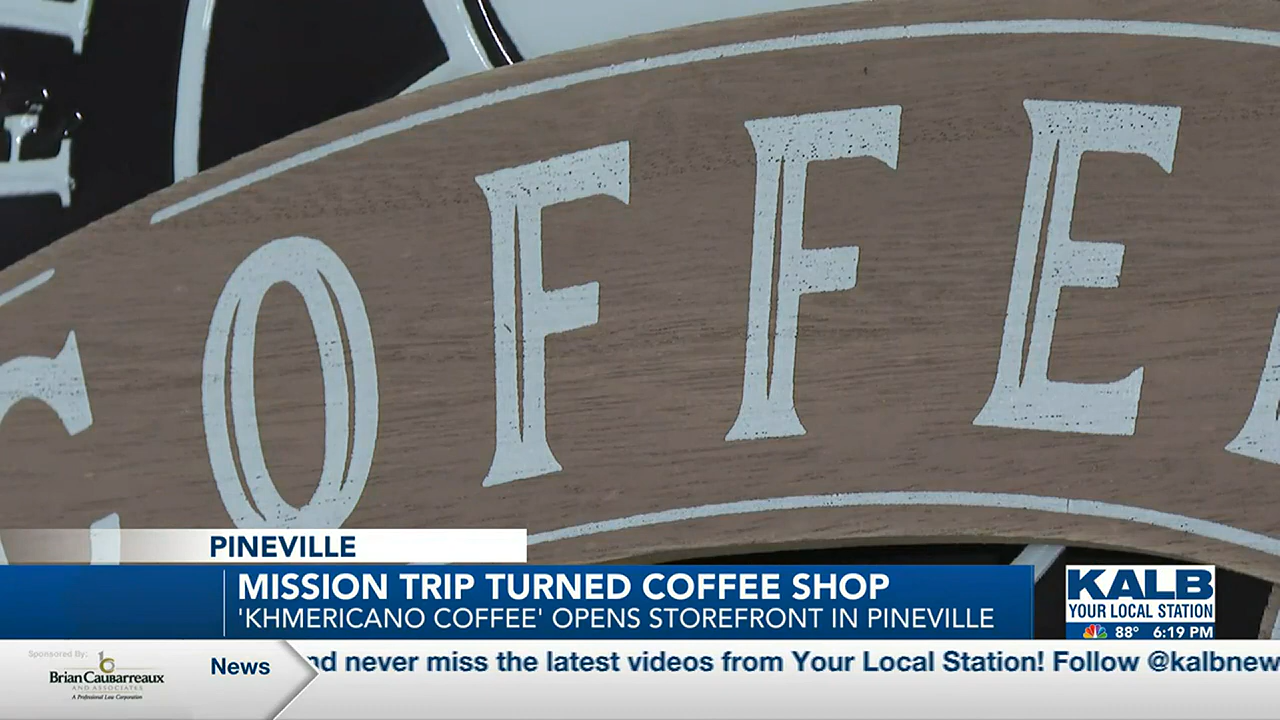 COFFEE
PINEVILLE
MISSION TRIP TURNED COFFEE SHOP
'KHMERICANO COFFEE' OPENS STOREFRONT IN PINEVILLE
KALB
YOUR LOCAL STATION
88° 6:19 PM
Sponsored By:
Brian Caubarreaux
AND ASSOCIATES
A Professional Law Corporation
News
nd never miss the latest videos from Your Local Station! Follow @kalbnew